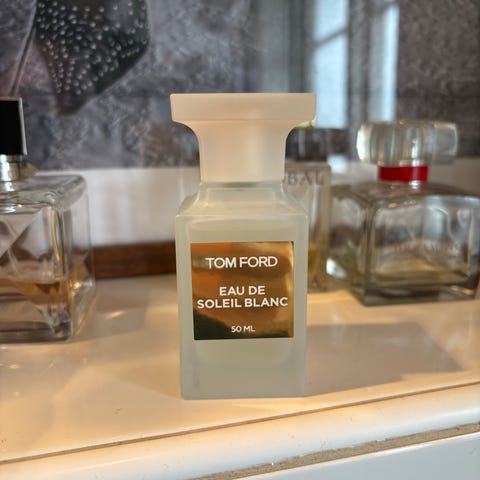 TOM FORD
EAU DE
SOLEIL BLANC
50 ML